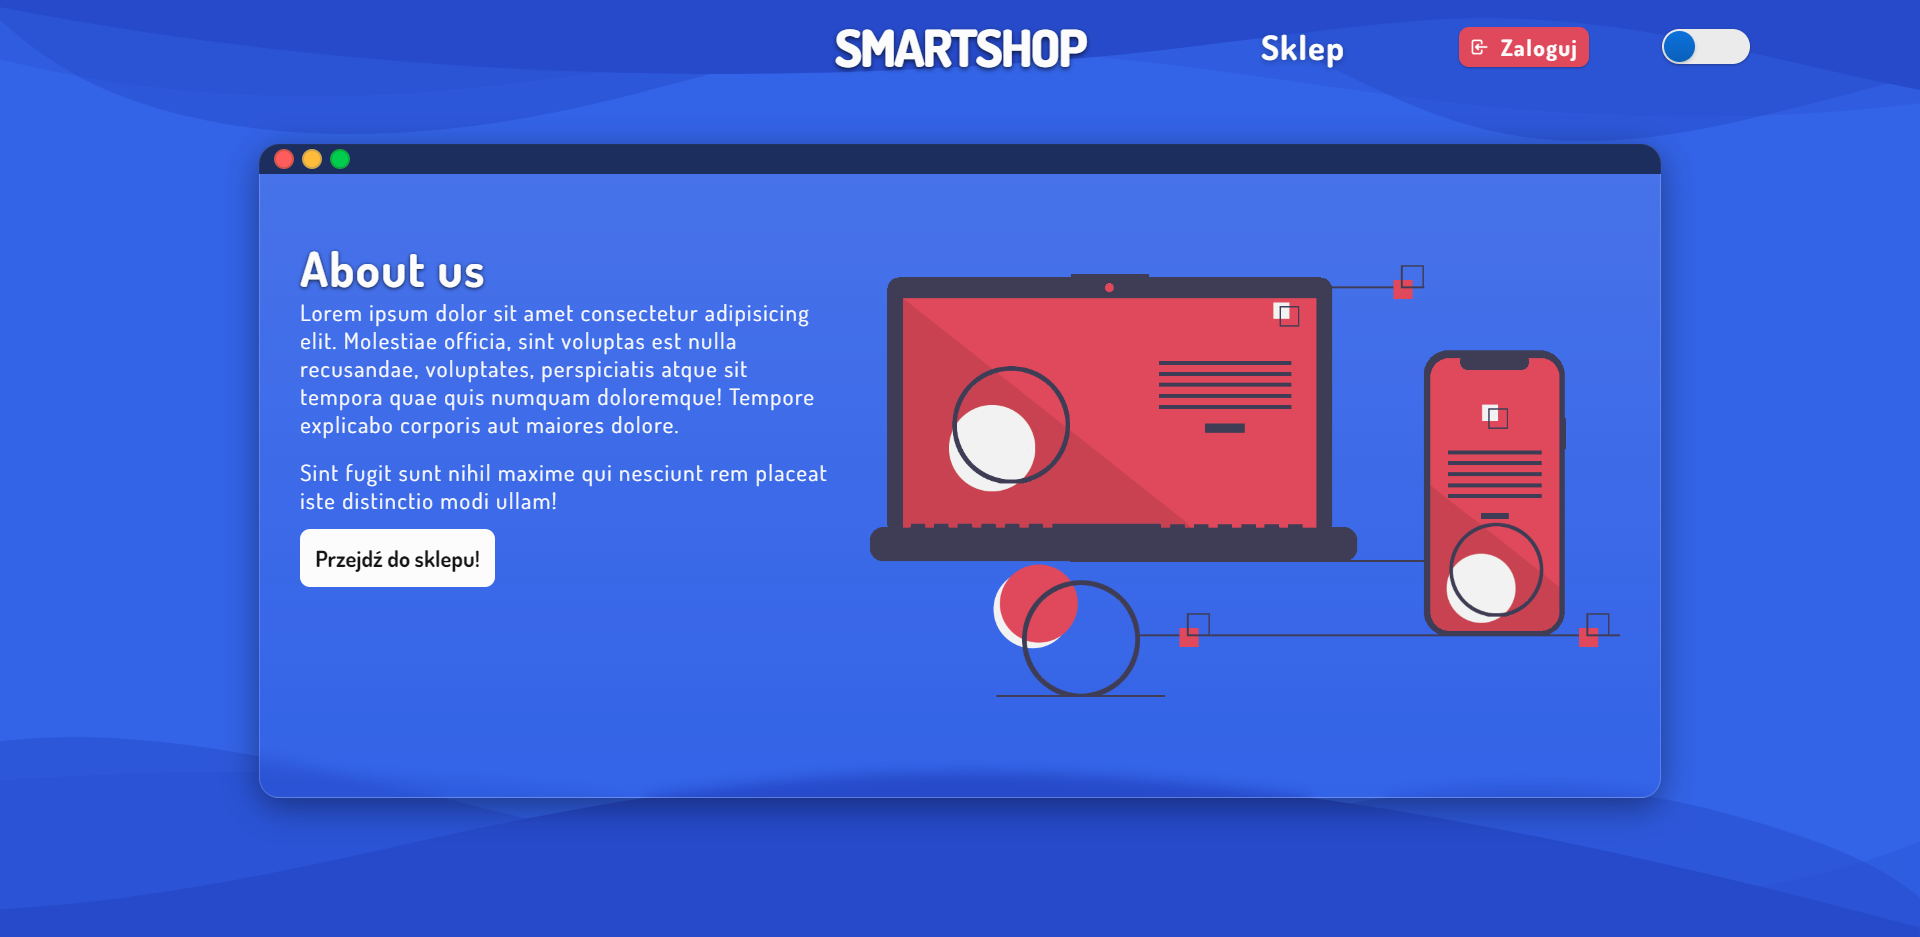 SMARTSHOP
Sklep
Zaloguj
About us
Lorem ipsum dolor sit amet consectetur adipisicing
elit. Molestiae officia, sint voluptas est nulla
recusandae, voluptates, perspiciatis atque sit
tempora quae quis numquam doloremque! Tempore
explicabo corporis aut maiores dolore.
Sint fugit sunt nihil maxime qui nesciunt rem placeat
iste distinctio modi ullam!
Przejdź do sklepu!